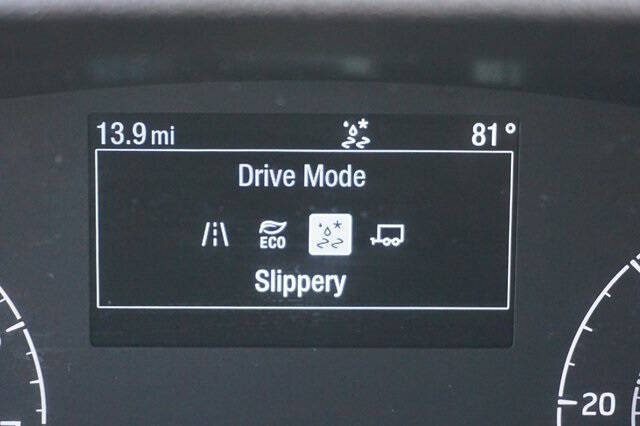 13.9 mi 81°
Drive Mode
ECO
Slippery
20